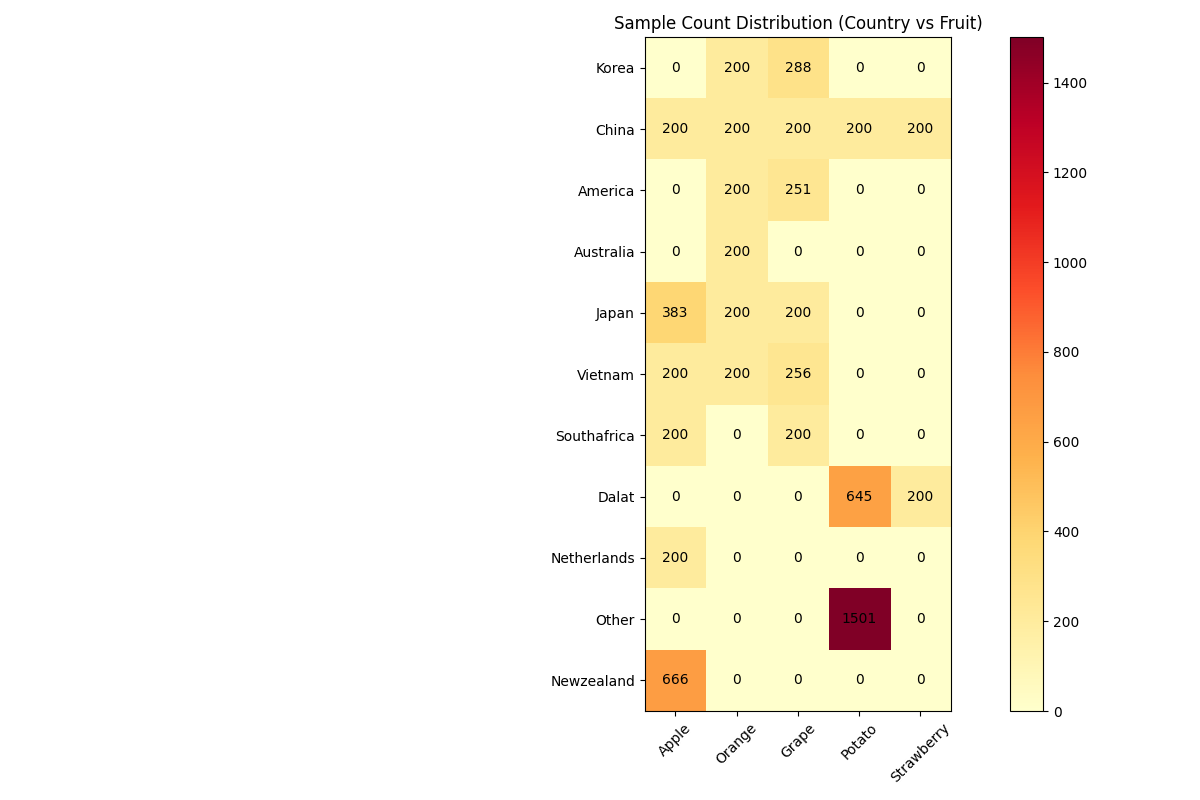 Sample Count Distribution (Country vs Fruit)
Korea 0 200 288 0 0
China 200 200 200 200 200
America 0 200 251 0 0
Australia 0 200 0 0 0
Japan 383 200 200 0 0
Vietnam 200 200 256 0 0
Southafrica 200 0 200 0 0
Dalat 0 0 0 645 200
Netherlands 200 0 0 0 0
Other 0 0 0 1501 0
Newzealand 666 0 0 0 0
Apple Orange Grape Potato Strawberry
1400
1200
1000
800
600
400
200
0